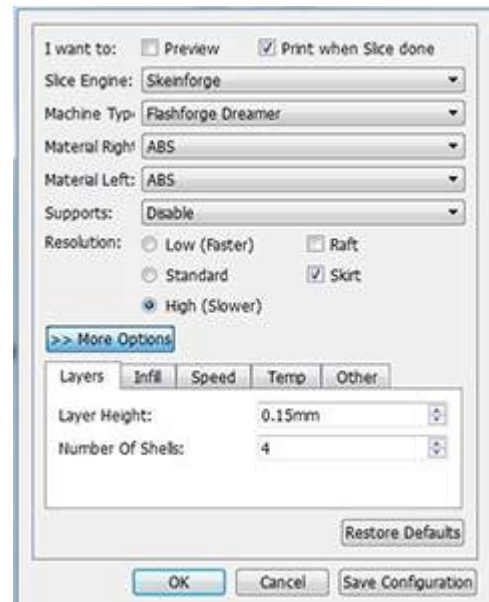 I want to: Preview Print when Slice done
Slice Engine: Skeinforge
Machine Typ Flashforge Dreamer
Material Right ABS
Material Left: ABS
Supports: Disable
Resolution: Low (Faster) Raft
Standard Skirt
High (Slower)
>> More Options
Layers Infill Speed Temp Other
Layer Height: 0.15mm
Number Of Shells: 4
Restore Defaults
OK Cancel Save Configuration